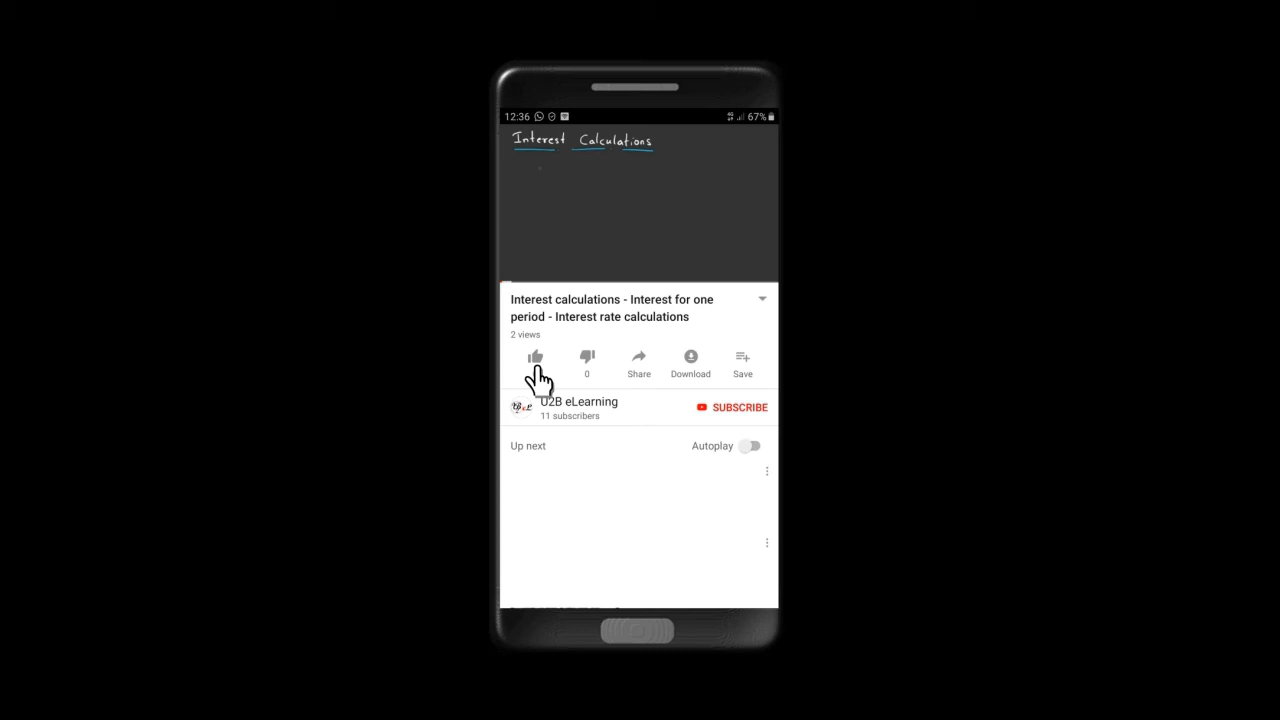 12:36
67%
Interest Calculations
Interest calculations - Interest for one
period - Interest rate calculations
2 views
0
Share
Download
Save
U2B eLearning
11 subscribers
SUBSCRIBE
Up next
Autoplay